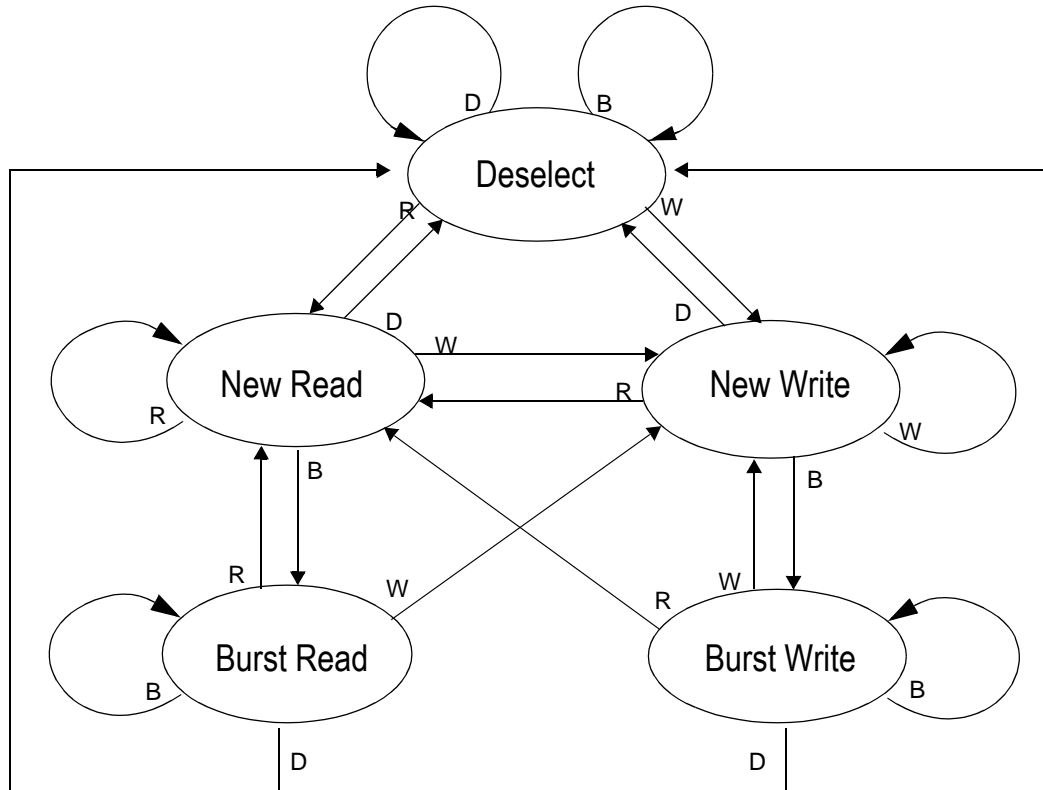 D B
Deselect
R W
D D
W
New Read New Write
R
R W
B B
R W R W
Burst Read Burst Write
B B
D D